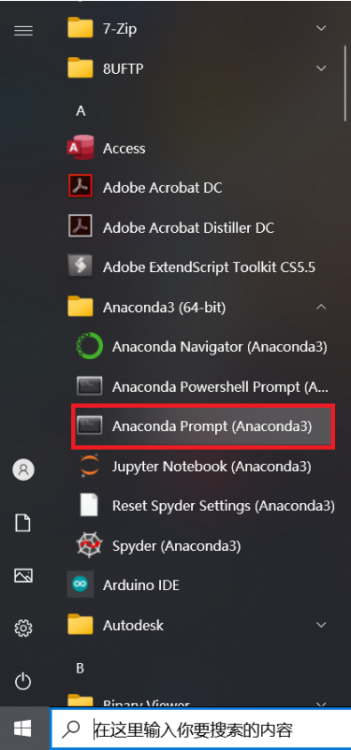 7-Zip
8UFTP
A
Access
Adobe Acrobat DC
Adobe Acrobat Distiller DC
Adobe ExtendScript Toolkit CS5.5
Anaconda3 (64-bit)
Anaconda Navigator (Anaconda3)
Anaconda Powershell Prompt (A...
Anaconda Prompt (Anaconda3)
Jupyter Notebook (Anaconda3)
Reset Spyder Settings (Anaconda3)
Spyder (Anaconda3)
Arduino IDE
Autodesk
B
Binary Viewer
在这里输入你要搜索的内容